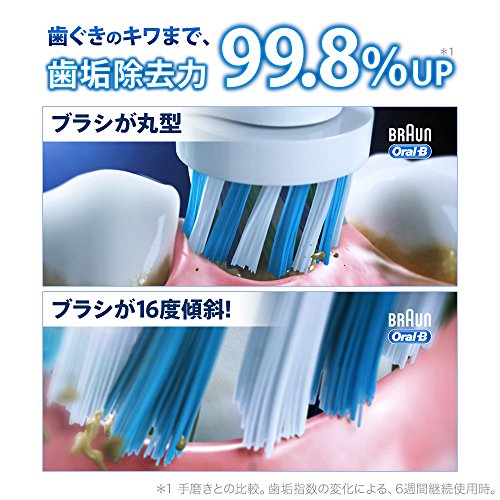 歯ぐきのキワまで、
歯垢除去力 99.8%UP *1
ブラシが丸型
BRAUN
Oral-B
ブラシが16度傾斜!
BRAUN
Oral-B
*1 手磨きとの比較。歯垢指数の変化による、6週間継続使用時。